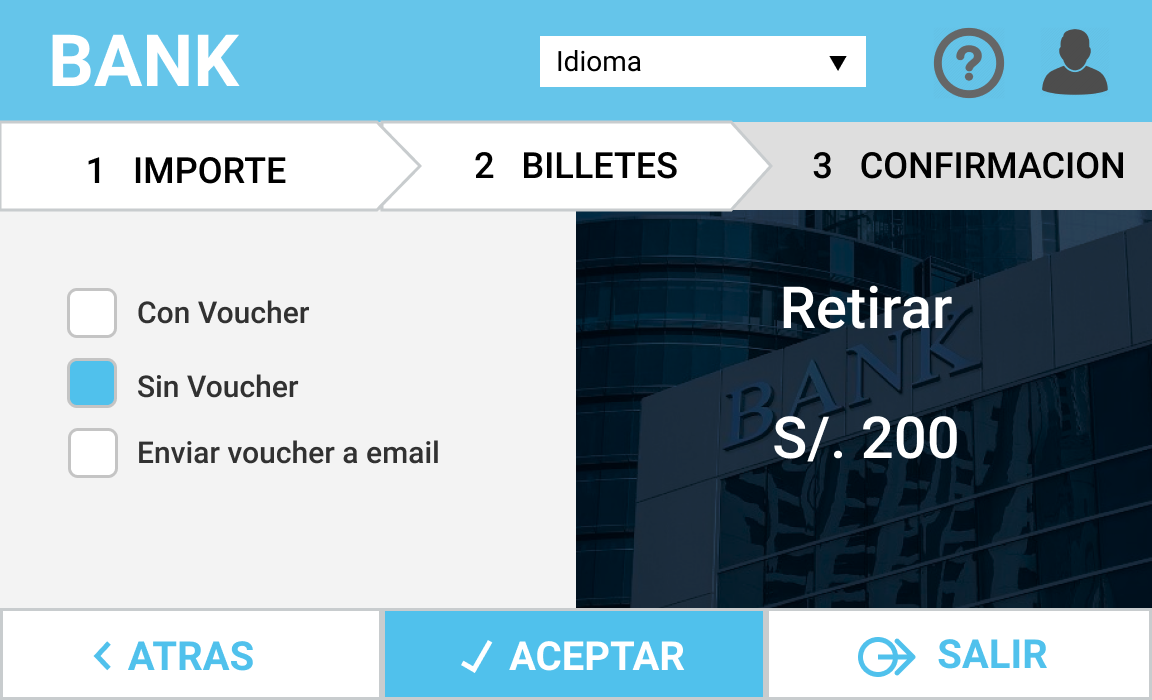 BANK
Idioma
1 IMPORTE
2 BILLETES
3 CONFIRMACION
Con Voucher
Sin Voucher
Enviar voucher a email
Retirar
BANK
S/. 200
ATRAS
ACEPTAR
SALIR